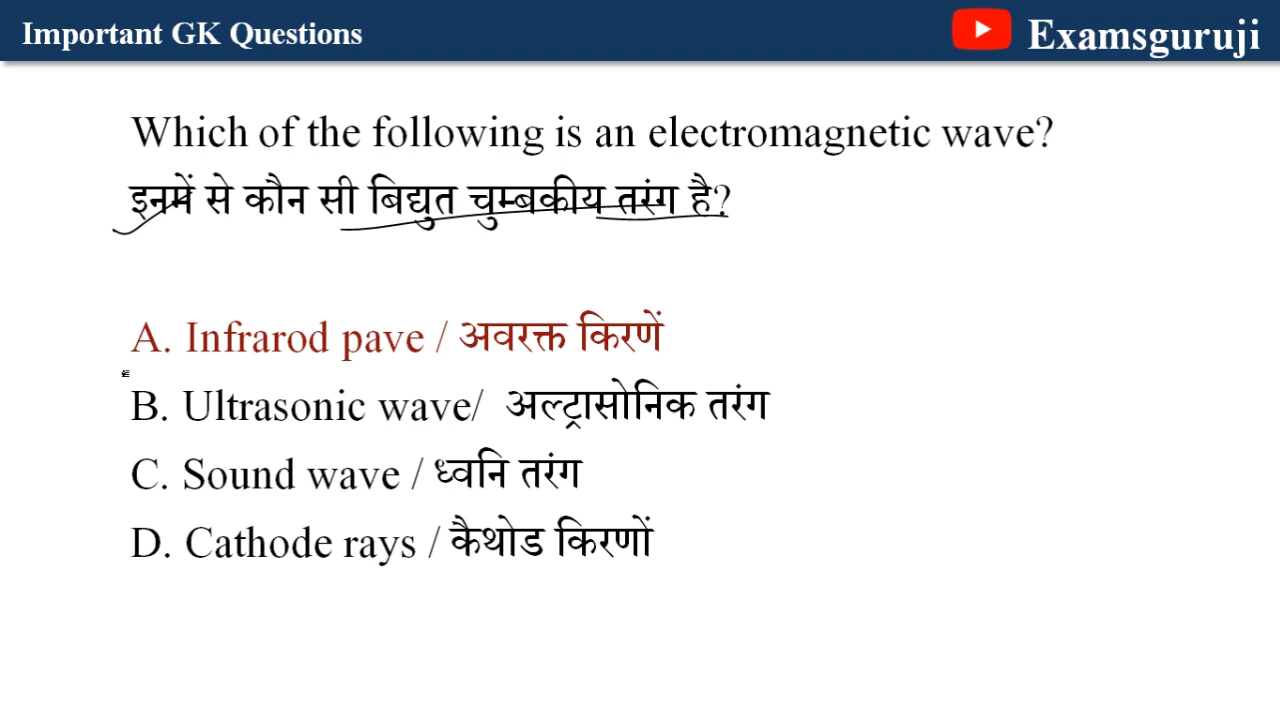 Important GK Questions
Examsguruji
Which of the following is an electromagnetic wave?
इनमें से कौन सी बिद्युत चुम्बकीय तरंग है?
A. Infrarod pave / अवरक्त किरणें
B. Ultrasonic wave/ अल्ट्रासोनिक तरंग
C. Sound wave / ध्वनि तरंग
D. Cathode rays / कैथोड किरणों